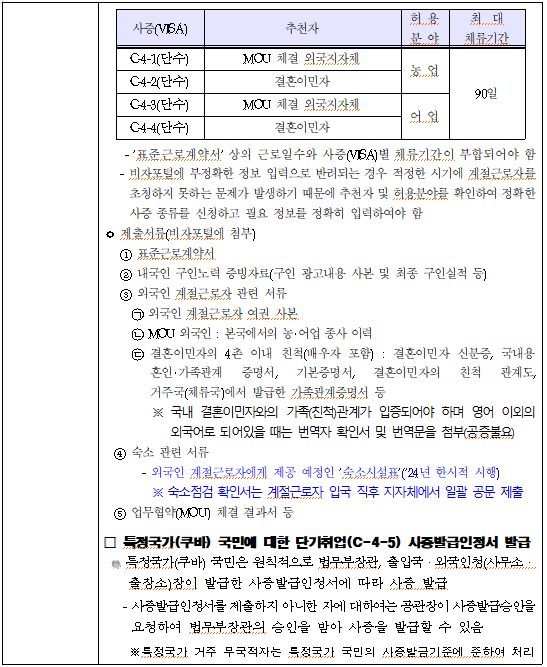 사증(VISA) 추천자 허 용 분 야 최 대 체류기간
C-4-1(단수) MOU 체결 외국지자체 농 업 90일
C-4-2(단수) 결혼이민자
C-4-3(단수) MOU 체결 외국지자체 어 업
C-4-4(단수) 결혼이민자
- '표준근로계약서' 상의 근로일수와 사증(VISA)별 체류기간이 부합되어야 함
- 비자포털에 부정확한 정보 입력으로 반리되는 경우 적정한 시기에 계절근로자를
초청하지 못하는 문제가 발생하기 때문에 추천자 및 허용분야를 확인하여 정확한
사증 종류를 신청하고 필요 정보를 정확히 입력하여야 함
ㅇ 제출서류(비자포털에 첨부)
① 표준근로계약서
② 내국인 구인노력 증빙자료(구인 광고내용 사본 및 최종 구인실적 등)
③ 외국인 계절근로자 관련 서류
㉠ 외국인 계절근로자 여권 사본
㉡ MOU 외국인 : 본국에서의 농·어업 종사 이력
㉢ 결혼이민자의 4촌 이내 친척(배우자 포함) : 결혼이민자 신분증, 국내용
혼인·가족관계 증명서, 기본증명서, 결혼이민자의 친척 관계도,
거주국(체류국)에서 발급한 가족관계증명서 등
※ 국내 결혼이민자와의 가족(친척)관계가 입증되어야 하며 영어 이외의
외국어로 되어있을 때는 번역자 확인서 및 번역문을 첨부(공증불요)
④ 숙소 관련 서류
- 외국인 계절근로자에게 제공 예정인 '숙소시설표'('24년 한시적 시행)
※ 숙소점검 확인서는 계절근로자 입국 직후 지자체에서 일괄 공문 제출
⑤ 업무협약(MOU) 체결 결과서 등
□ 특정국가(쿠바) 국민에 대한 단기취업(C-4-5) 사증발급인정서 발급
특정국가(쿠바) 국민은 원칙적으로 법무부장관, 출입국·외국인청(사무소·
출장소)장이 발급한 사증발급인정서에 따라 사증 발급
- 사증발급인정서를 제출하지 아니한 자에 대하여는 공관장이 사증발급승인을
요청하여 법무부장관의 승인을 받아 사증을 발급할 수 있음
※특정국가 거주 무국적자는 특정국가 국민의 사증발급기준에 준하여 처리